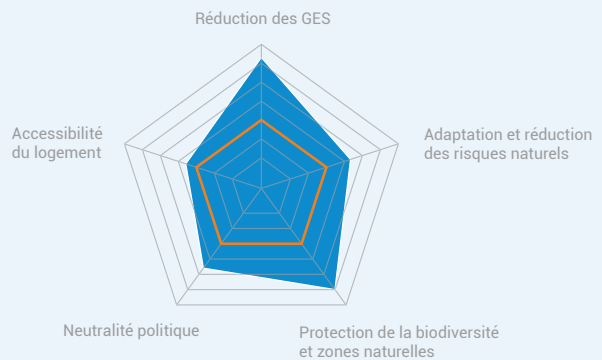 Réduction des GES
Accessibilité
du logement
Adaptation et réduction
des risques naturels
Neutralité politique
Protection de la biodiversité
et zones naturelles